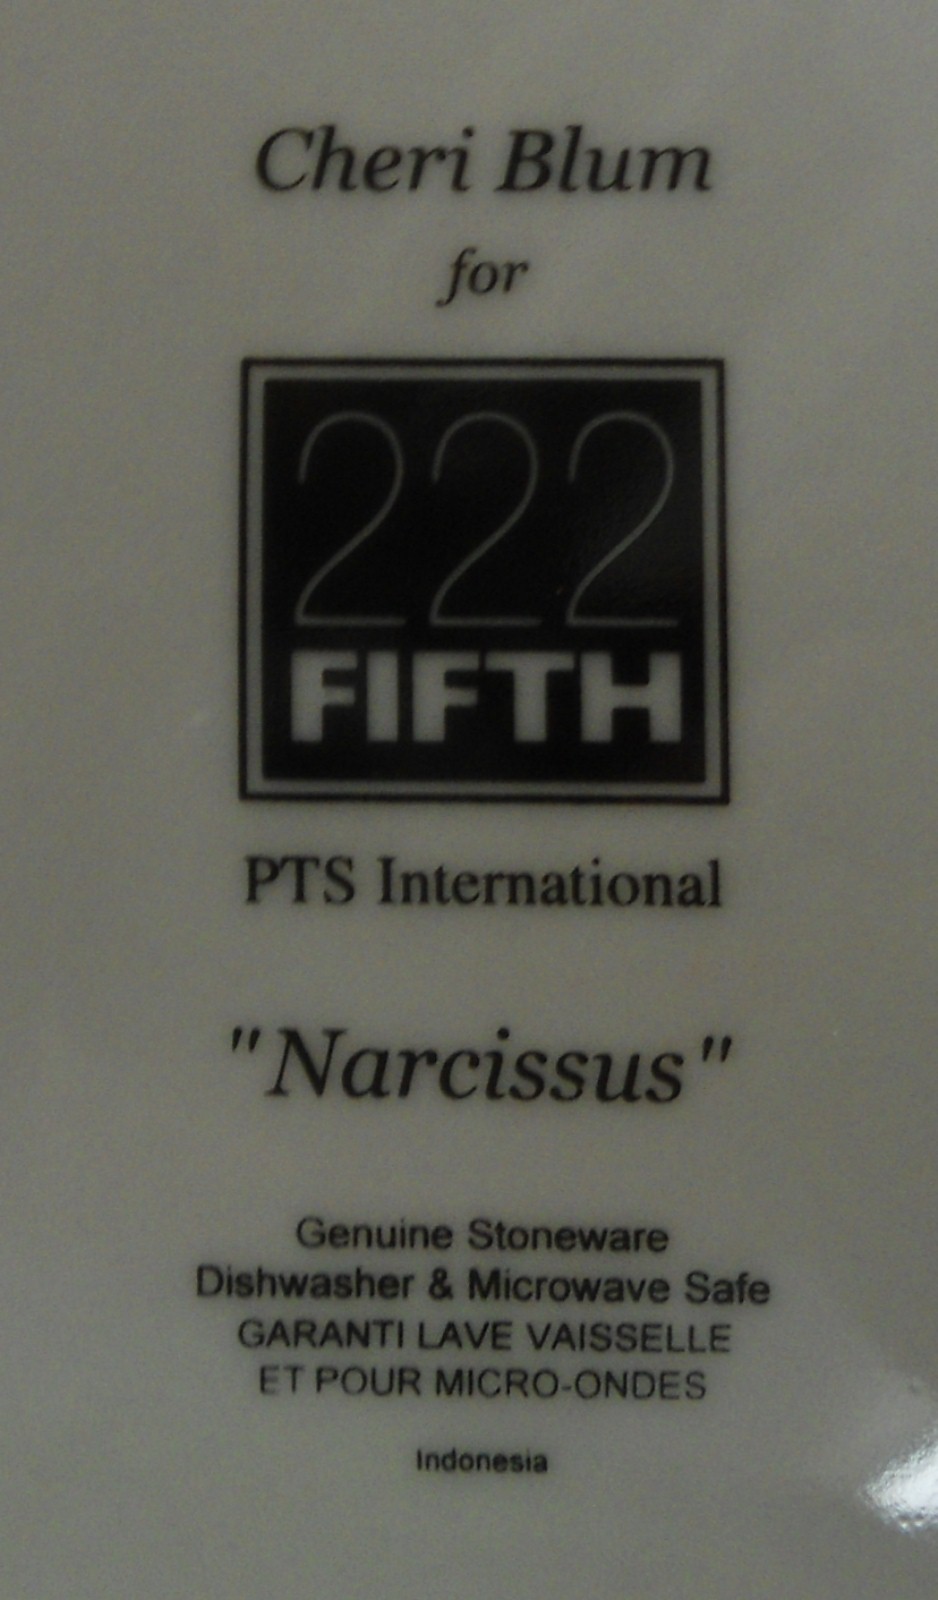 Cheri Blum
for
222
FIFTH
PTS International
"Narcissus"
Genuine Stoneware
Dishwasher & Microwave Safe
GARANTI LAVE VAISSELLE
ET POUR MICRO-ONDES
Indonesia